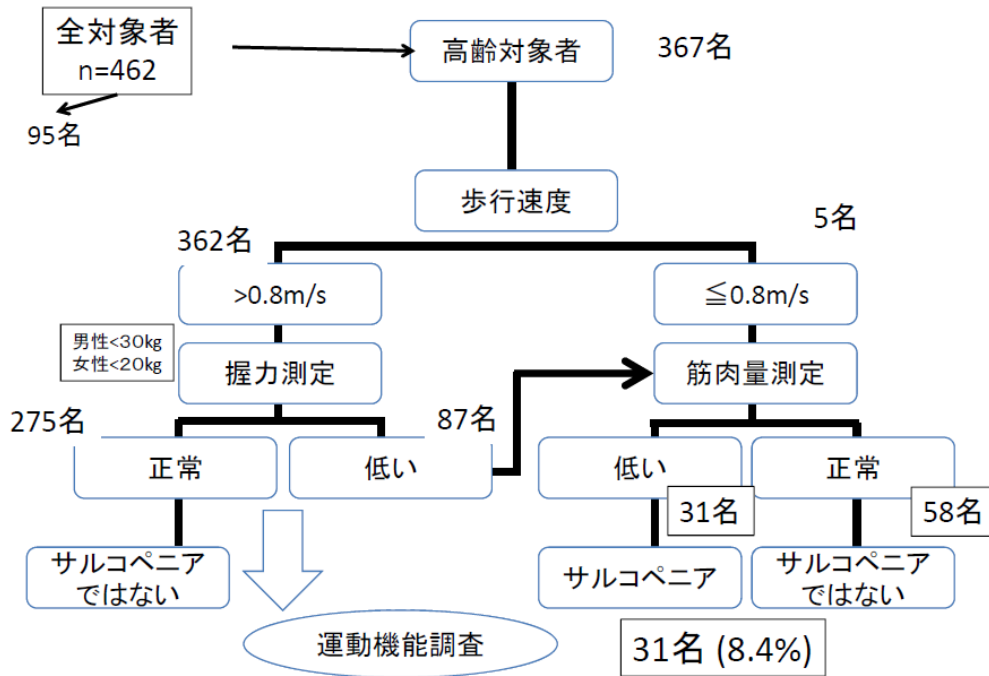 全対象者
n=462
高齢対象者
367名
95名
歩行速度
5名
362名
>0.8m/s
≦0.8m/s
男性<30kg
女性<20kg
握力測定
筋肉量測定
275名
87名
正常
低い
低い
正常
31名
58名
サルコペニア
ではない
サルコペニア
サルコペニア
ではない
運動機能調査
31名 (8.4%)